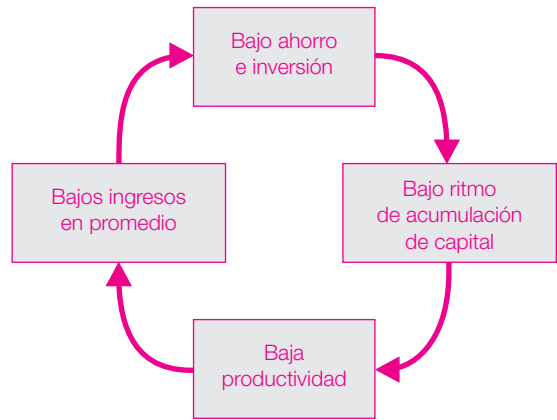 Bajo ahorro
e inversión
Bajos ingresos
en promedio
Bajo ritmo
de acumulación
de capital
Baja
productividad